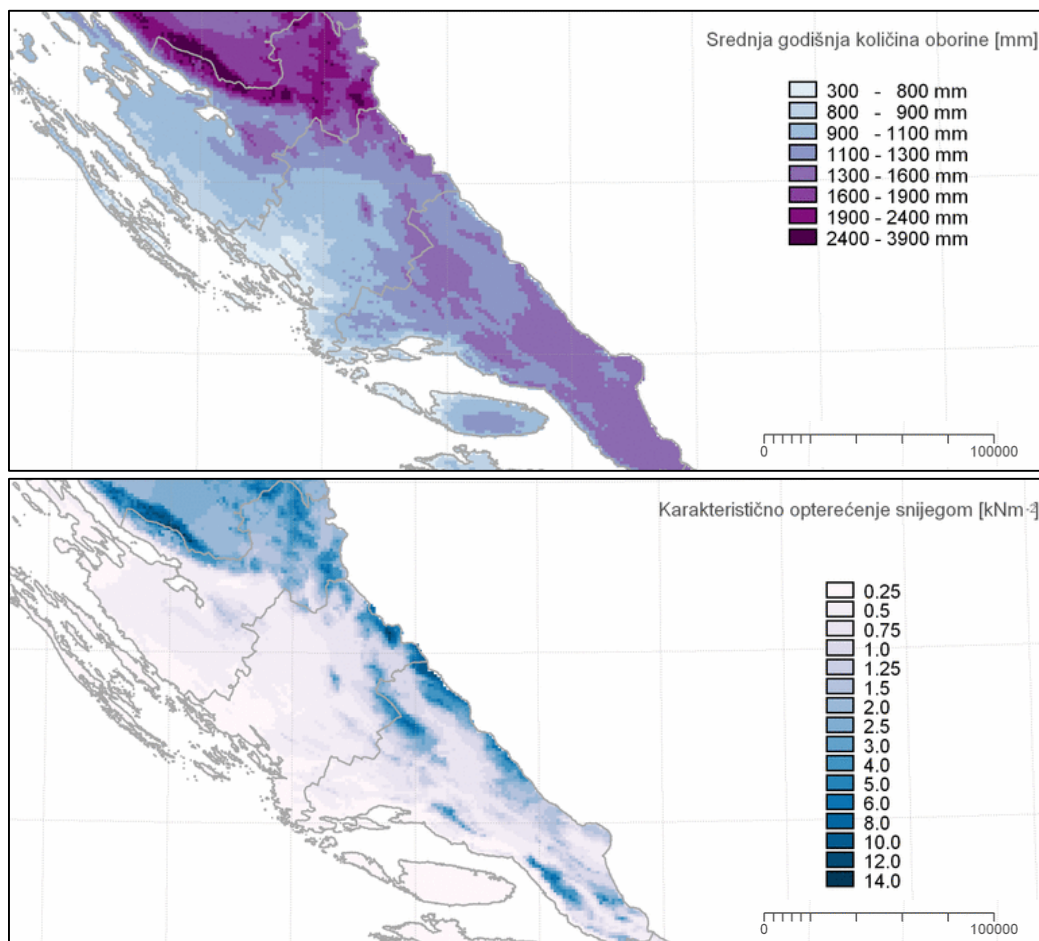 Srednja godišnja količina oborine [mm]
300 - 800 mm
800 - 900 mm
900 - 1100 mm
1100 - 1300 mm
1300 - 1600 mm
1600 - 1900 mm
1900 - 2400 mm
2400 - 3900 mm
0 100000
Karakteristično opterećenje snijegom [kNm-2]
0.25
0.5
0.75
1.0
1.25
1.5
2.0
2.5
3.0
4.0
5.0
6.0
8.0
10.0
12.0
14.0
0 100000